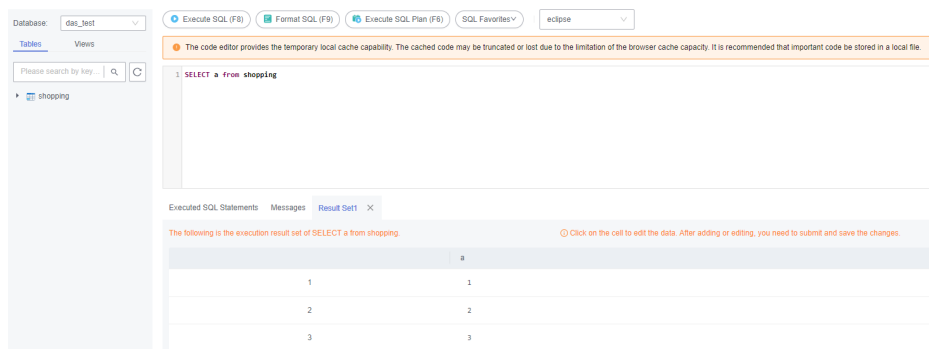 Database: das_test
Execute SQL (F8) Format SQL (F9) Execute SQL Plan (F6) SQL Favorites eclipse
Tables Views
The code editor provides the temporary local cache capability. The cached code may be truncated or lost due to the limitation of the browser cache capacity. It is recommended that important code be stored in a local file.
Please search by key...
1 SELECT a from shopping
shopping
Executed SQL Statements Messages Result Set1
The following is the execution result set of SELECT a from shopping. Click on the cell to edit the data. After adding or editing, you need to submit and save the changes.
a
1 1
2 2
3 3